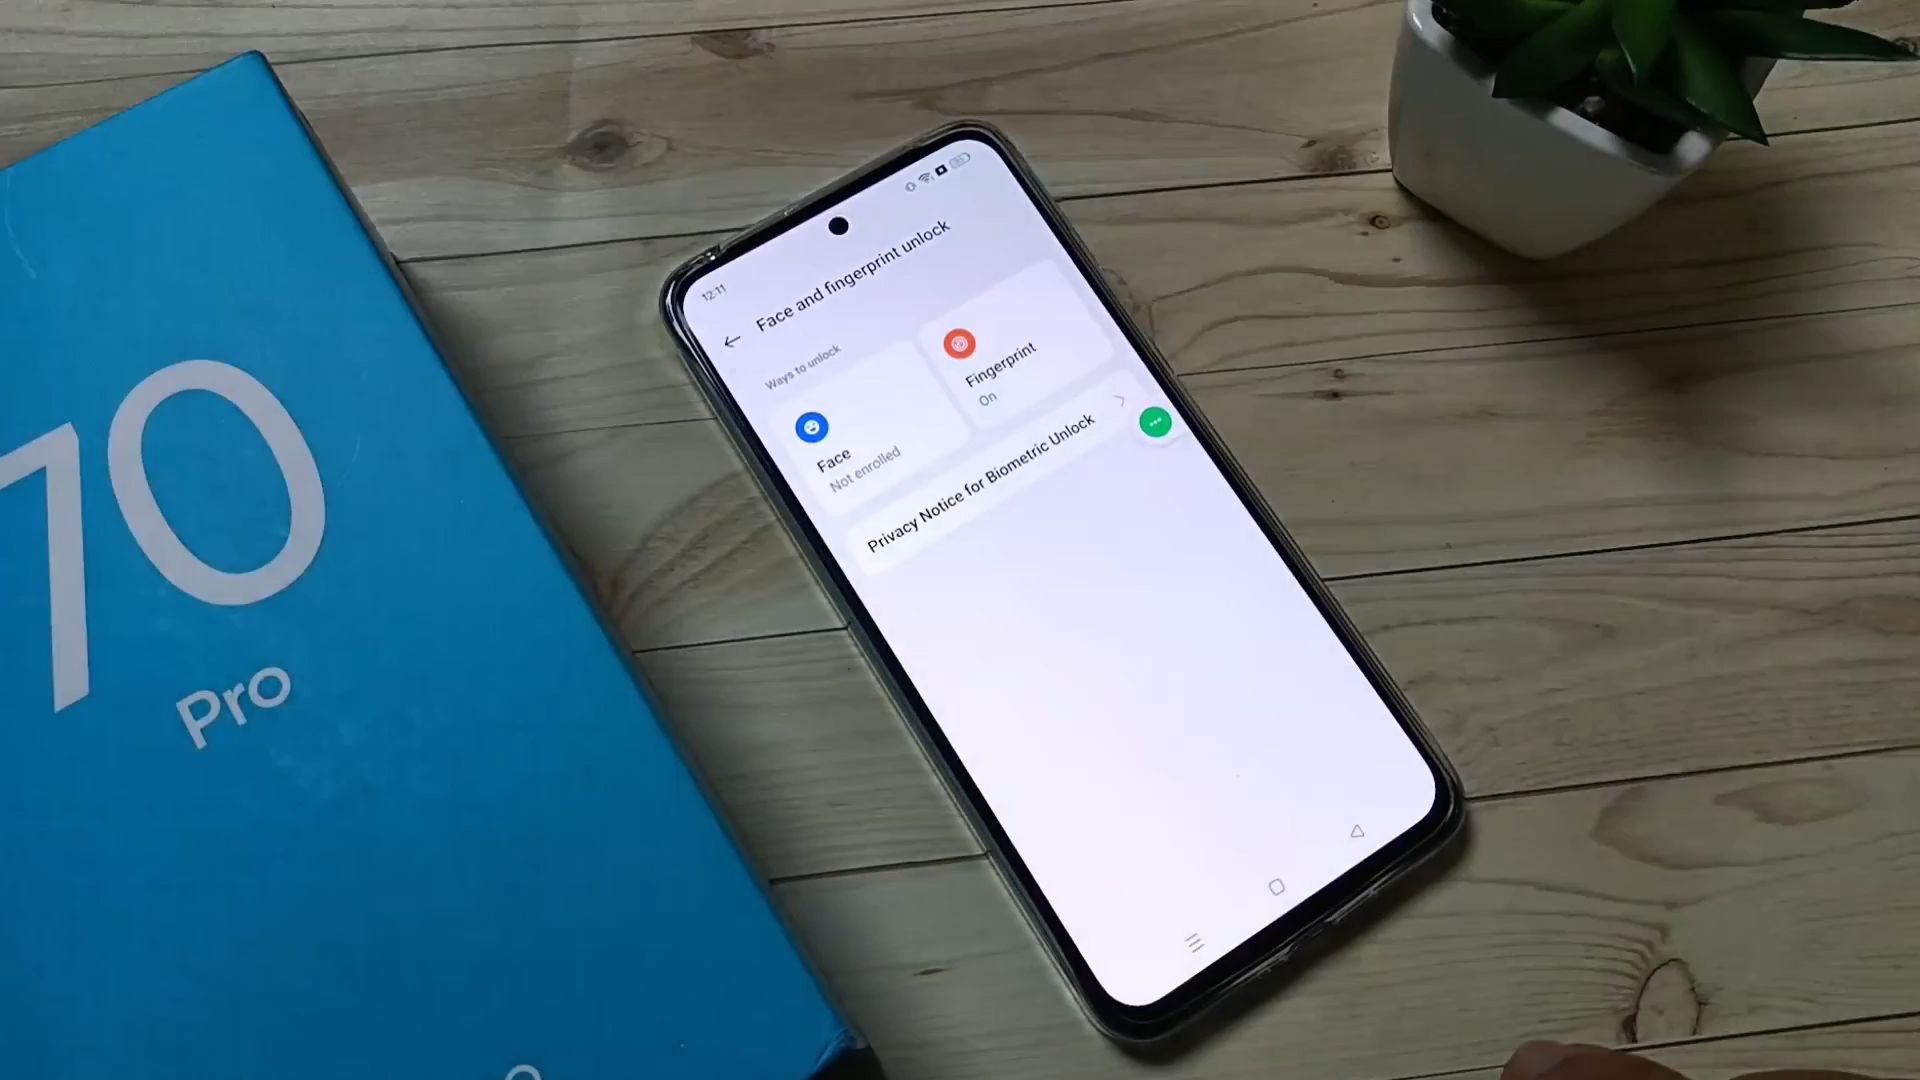 70
Pro
12:11
Face and fingerprint unlock
Ways to unlock
Face
Not enrolled
Fingerprint
On
Privacy Notice for Biometric Unlock